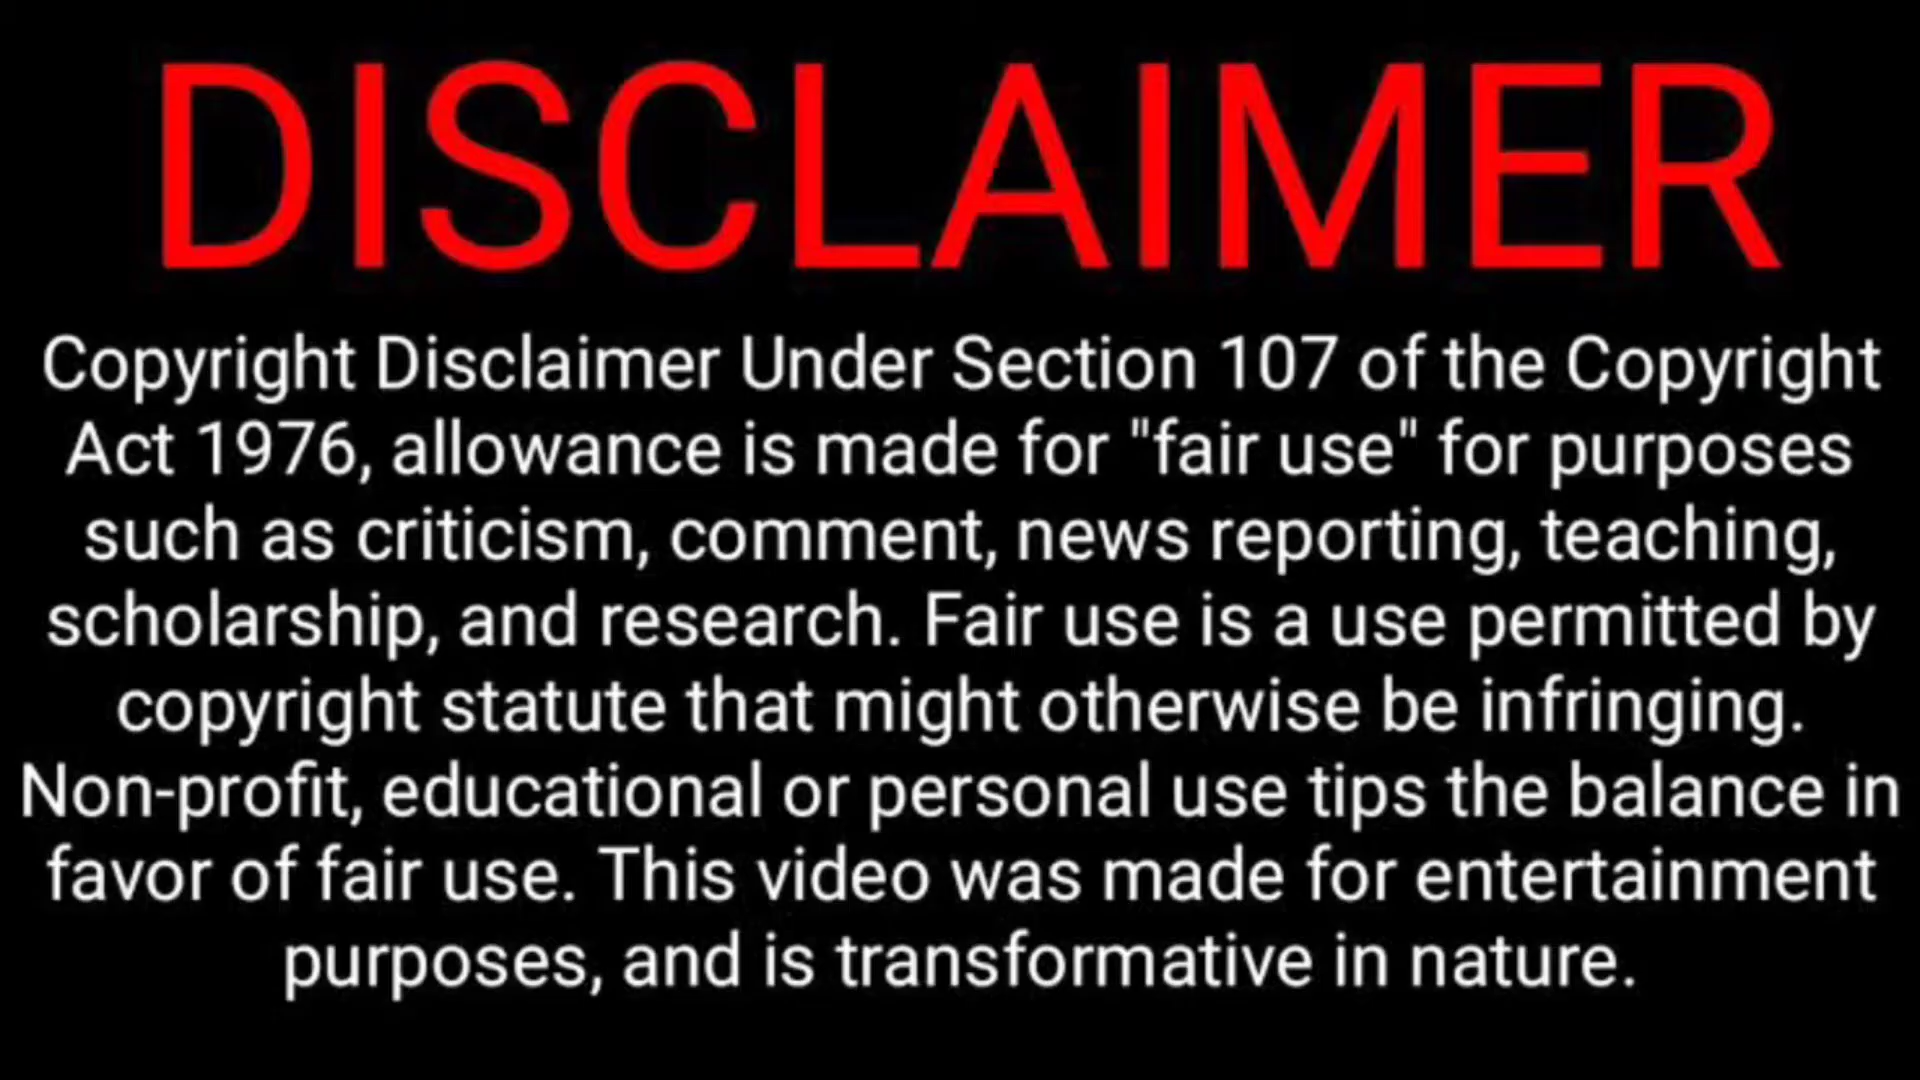 DISCLAIMER
Copyright Disclaimer Under Section 107 of the Copyright
Act 1976, allowance is made for "fair use" for purposes
such as criticism, comment, news reporting, teaching,
scholarship, and research. Fair use is a use permitted by
copyright statute that might otherwise be infringing.
Non-profit, educational or personal use tips the balance in
favor of fair use. This video was made for entertainment
purposes, and is transformative in nature.